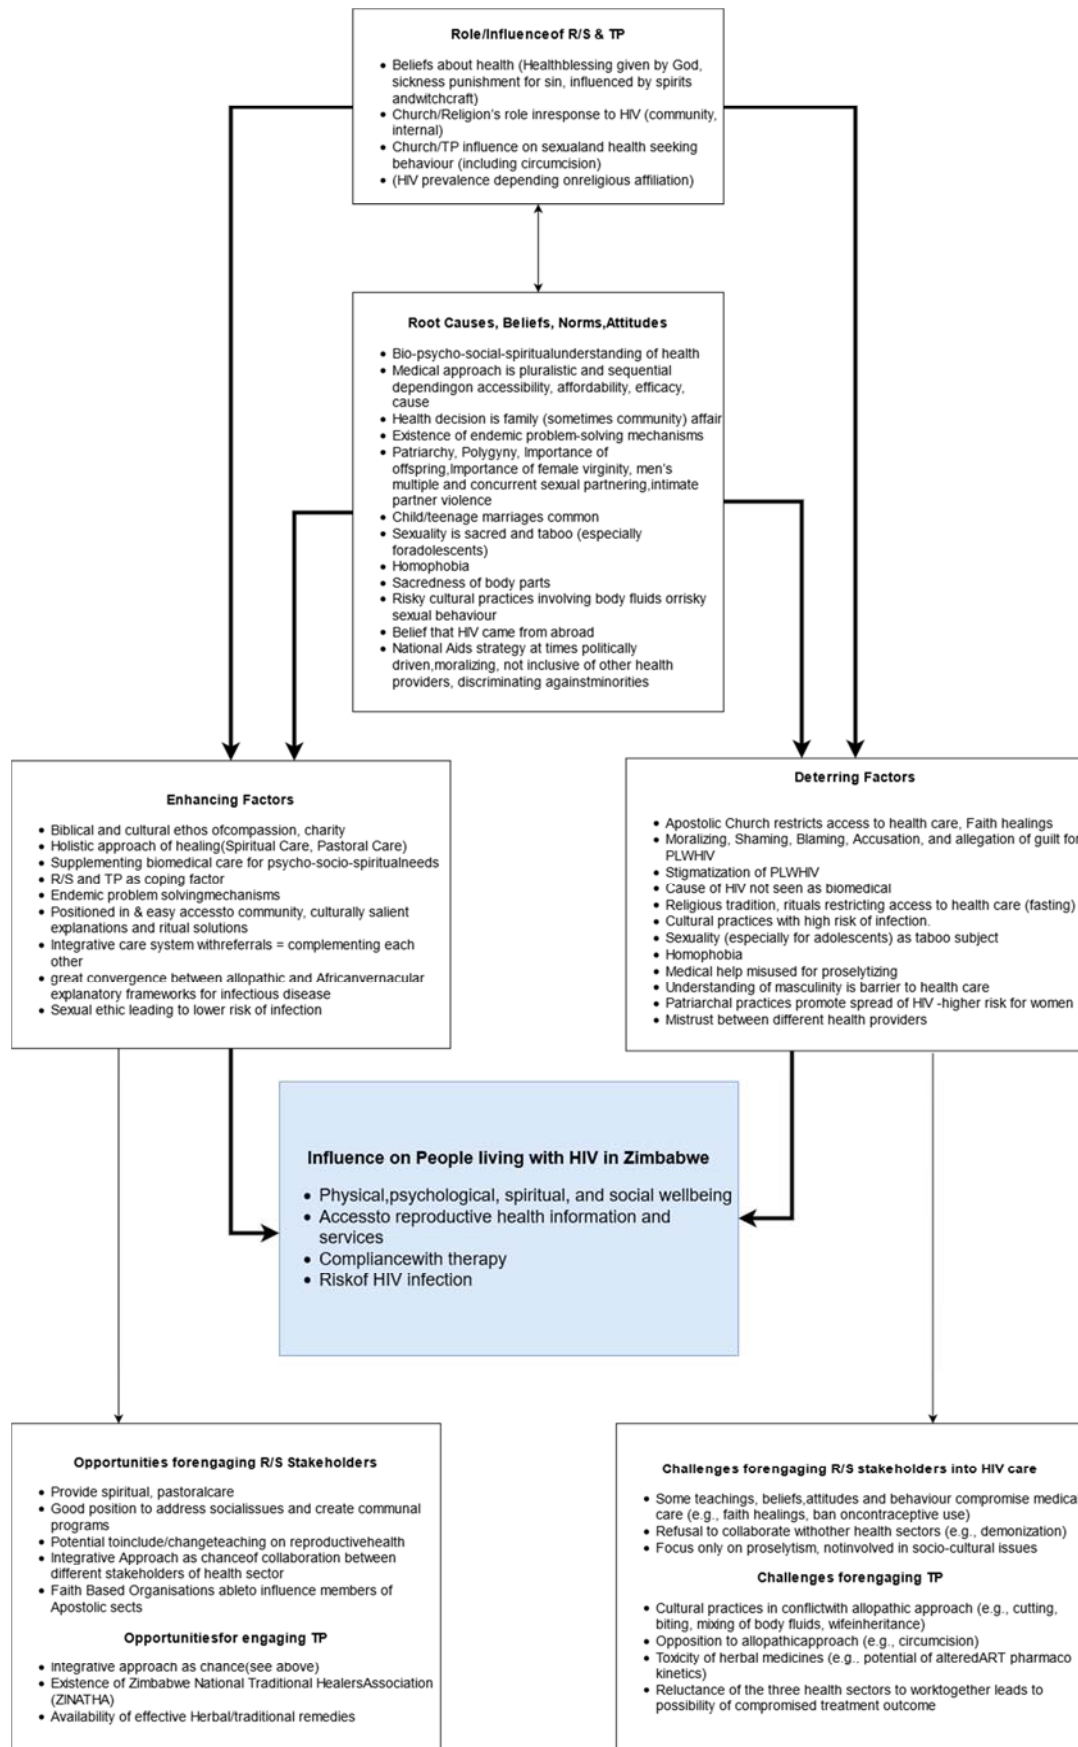 Role/Influenceof R/S & TP
• Beliefs about health (Healthblessing given by God,
sickness punishment for sin, influenced by spirits
andwitchcraft)
• Church/Religion's role inresponse to HIV (community,
internal)
• Church/TP influence on sexualand health seeking
behaviour (including circumcision)
• (HIV prevalence depending onreligious affiliation)
Root Causes, Beliefs, Norms,Attitudes
• Bio-psycho-social-spiritualunderstanding of health
• Medical approach is pluralistic and sequential
dependingon accessibility, affordability, efficacy,
cause
• Health decision is family (sometimes community) affair
• Existence of endemic problem-solving mechanisms
• Patriarchy, Polygyny, Importance of
offspring,Importance of female virginity, men's
multiple and concurrent sexual partnering,intimate
partner violence
• Child/teenage marriages common
• Sexuality is sacred and taboo (especially
foradolescents)
• Homophobia
• Sacredness of body parts
• Risky cultural practices involving body fluids orrisky
sexual behaviour
• Belief that HIV came from abroad
• National Aids strategy at times politically
driven,moralizing, not inclusive of other health
providers, discriminating againstminorities
Enhancing Factors
• Biblical and cultural ethos ofcompassion, charity
• Holistic approach of healing(Spiritual Care, Pastoral Care)
• Supplementing biomedical care for psycho-socio-spiritualneeds
• R/S and TP as coping factor
• Endemic problem solvingmechanisms
• Positioned in & easy accessto community, culturally salient
explanations and ritual solutions
• Integrative care system withreferrals = complementing each
other
• great convergence between allopathic and Africanvernacular
explanatory frameworks for infectious disease
• Sexual ethic leading to lower risk of infection
Deterring Factors
• Apostolic Church restricts access to health care, Faith healings
• Moralizing, Shaming, Blaming, Accusation, and allegation of guilt for
PLWHIV
• Stigmatization of PLWHIV
• Cause of HIV not seen as biomedical
• Religious tradition, rituals restricting access to health care (fasting)
• Cultural practices with high risk of infection.
• Sexuality (especially for adolescents) as taboo subject
• Homophobia
• Medical help misused for proselytizing
• Understanding of masculinity is barrier to health care
• Patriarchal practices promote spread of HIV -higher risk for women
• Mistrust between different health providers
Influence on People living with HIV in Zimbabwe
• Physical,psychological, spiritual, and social wellbeing
• Accessto reproductive health information and
services
• Compliancewith therapy
• Riskof HIV infection
Opportunities forengaging R/S Stakeholders
• Provide spiritual, pastoralcare
• Good position to address socialissues and create communal
programs
• Potential toinclude/changeteaching on reproductivehealth
• Integrative Approach as chanceof collaboration between
different stakeholders of health sector
• Faith Based Organisations ableto influence members of
Apostolic sects
Opportunitiesfor engaging TP
• Integrative approach as chance(see above)
• Existence of Zimbabwe National Traditional HealersAssociation
(ZINATHA)
• Availability of effective Herbal/traditional remedies
Challenges forengaging R/S stakeholders into HIV care
• Some teachings, beliefs,attitudes and behaviour compromise medical
care (e.g., faith healings, ban oncontraceptive use)
• Refusal to collaborate withother health sectors (e.g., demonization)
• Focus only on proselytism, notinvolved in socio-cultural issues
Challenges forengaging TP
• Cultural practices in conflictwith allopathic approach (e.g., cutting,
biting, mixing of body fluids, wifeinheritance)
• Opposition to allopathicapproach (e.g., circumcision)
• Toxicity of herbal medicines (e.g., potential of alteredART pharmaco
kinetics)
• Reluctance of the three health sectors to worktogether leads to
possibility of compromised treatment outcome